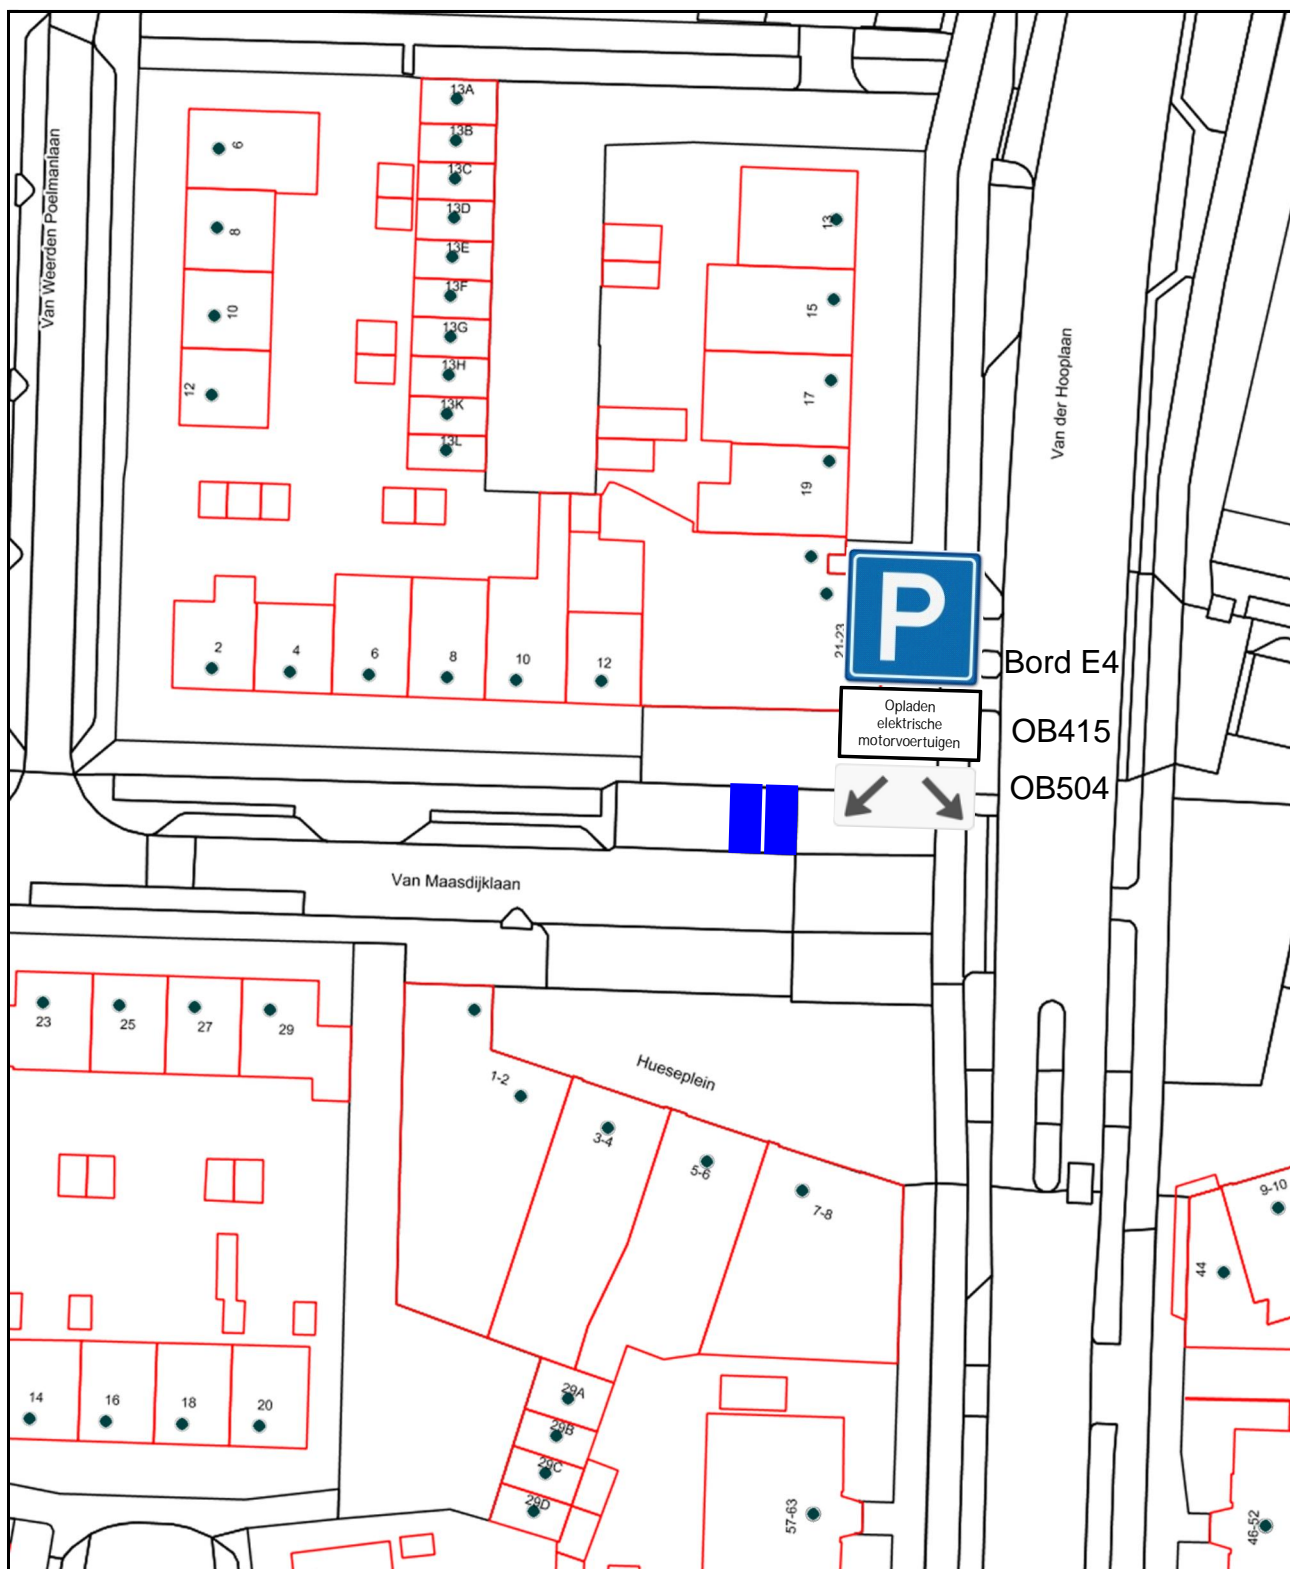 13A
13B
6
13C
Van Weerden Poelmanlaan
13D
13
8
13E
13F
10
15
13G
13H
Van der Hooplaan
12
17
13K
13L
19
P
21-23
2
4
6
8
10
12
Bord E4
Opladen
elektrische
motorvoertuigen
OB415
OB504
Van Maasdijklaan
23
25
27
29
Hueseplein
1-2
3-4
5-6
7-8
9-10
44
14
16
18
20
29A
29B
29C
29D
57-63
46-52